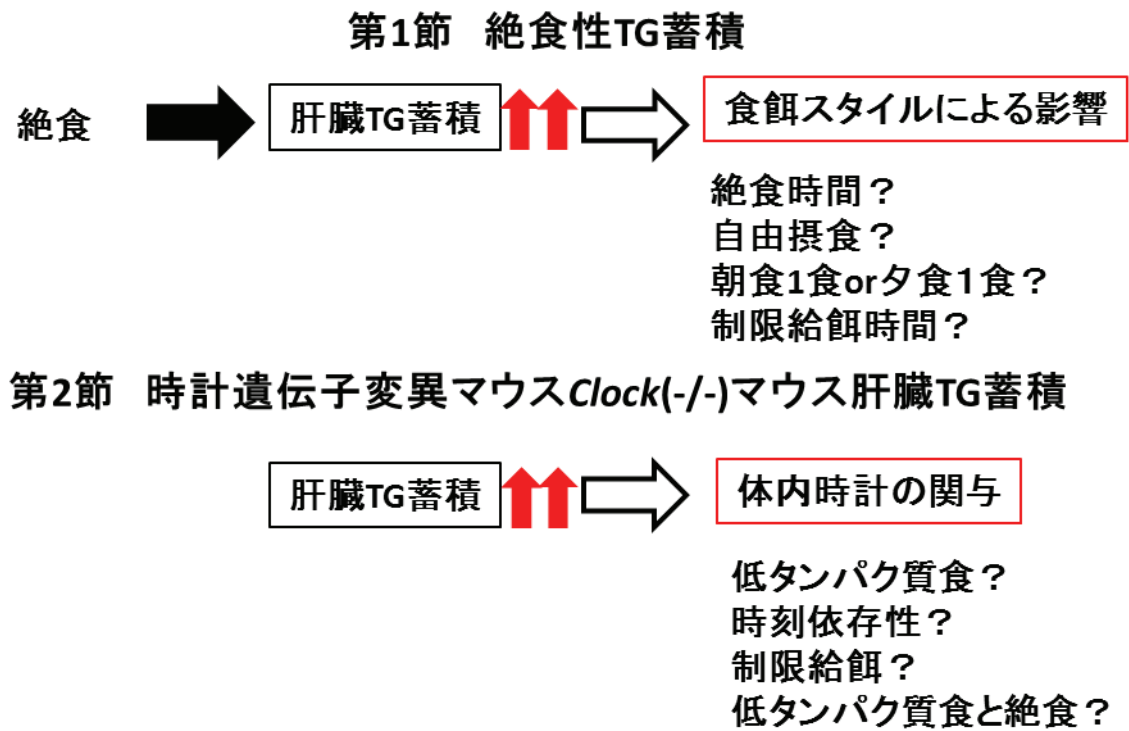 第1節 絶食性TG蓄積
絶食
肝臓TG蓄積
食餌スタイルによる影響
絶食時間？
自由摂食？
朝食1食or夕食１食？
制限給餌時間？
第2節 時計遺伝子変異マウスClock(-/-)マウス肝臓TG蓄積
肝臓TG蓄積
体内時計の関与
低タンパク質食？
時刻依存性？
制限給餌？
低タンパク質食と絶食？